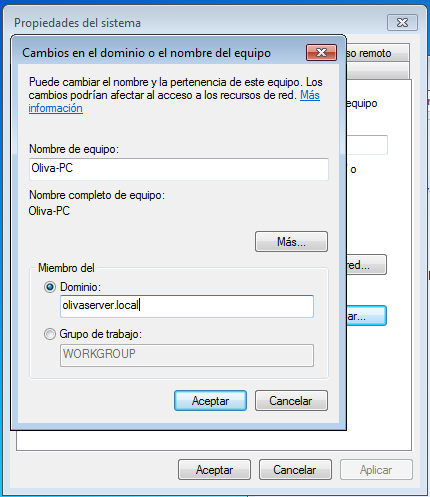 Propiedades del sistema
Cambios en el dominio o el nombre del equipo
so remoto
Puede cambiar el nombre y la pertenencia de este equipo. Los
cambios podrían afectar al acceso a los recursos de red. Más
información
equipo
Nombre de equipo:
Oliva-PC
o
Nombre completo de equipo:
Oliva-PC
Más...
Miembro del
red...
Dominio:
olivaserver.local
ar...
Grupo de trabajo:
WORKGROUP
Aceptar
Cancelar
Aceptar
Cancelar
Aplicar